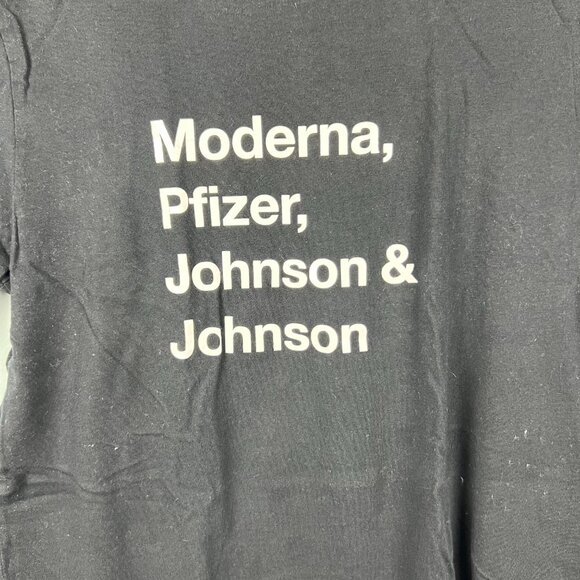 Moderna,
Pfizer,
Johnson &
Johnson